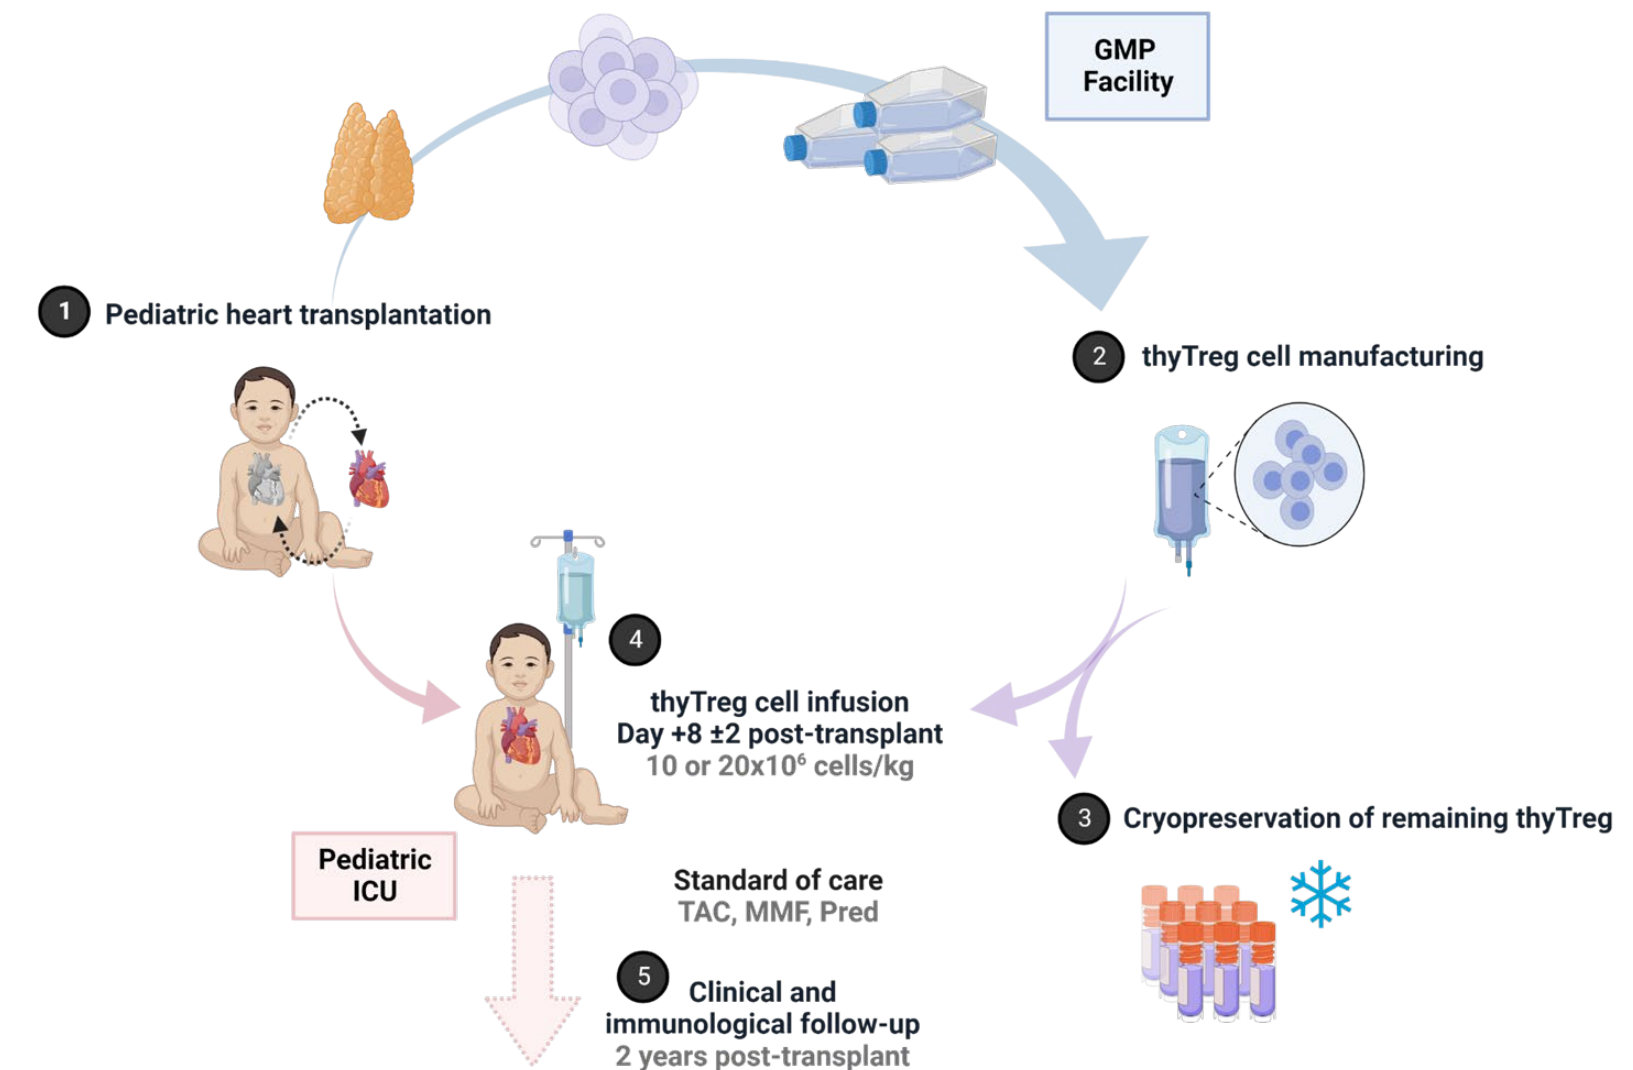 GMP
Facility
1 Pediatric heart transplantation
2 thyTreg cell manufacturing
4
thyTreg cell infusion
Day +8 ±2 post-transplant
10 or 20x10⁶ cells/kg
3 Cryopreservation of remaining thyTreg
Pediatric
ICU
Standard of care
TAC, MMF, Pred
5
Clinical and
immunological follow-up
2 years post-transplant